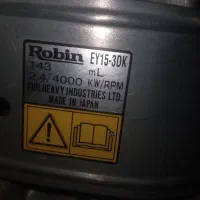 Robin EY15-3DK
143 mL
2.4/4000 KW/RPM
FUJI HEAVY INDUSTRIES LTD.
MADE IN JAPAN